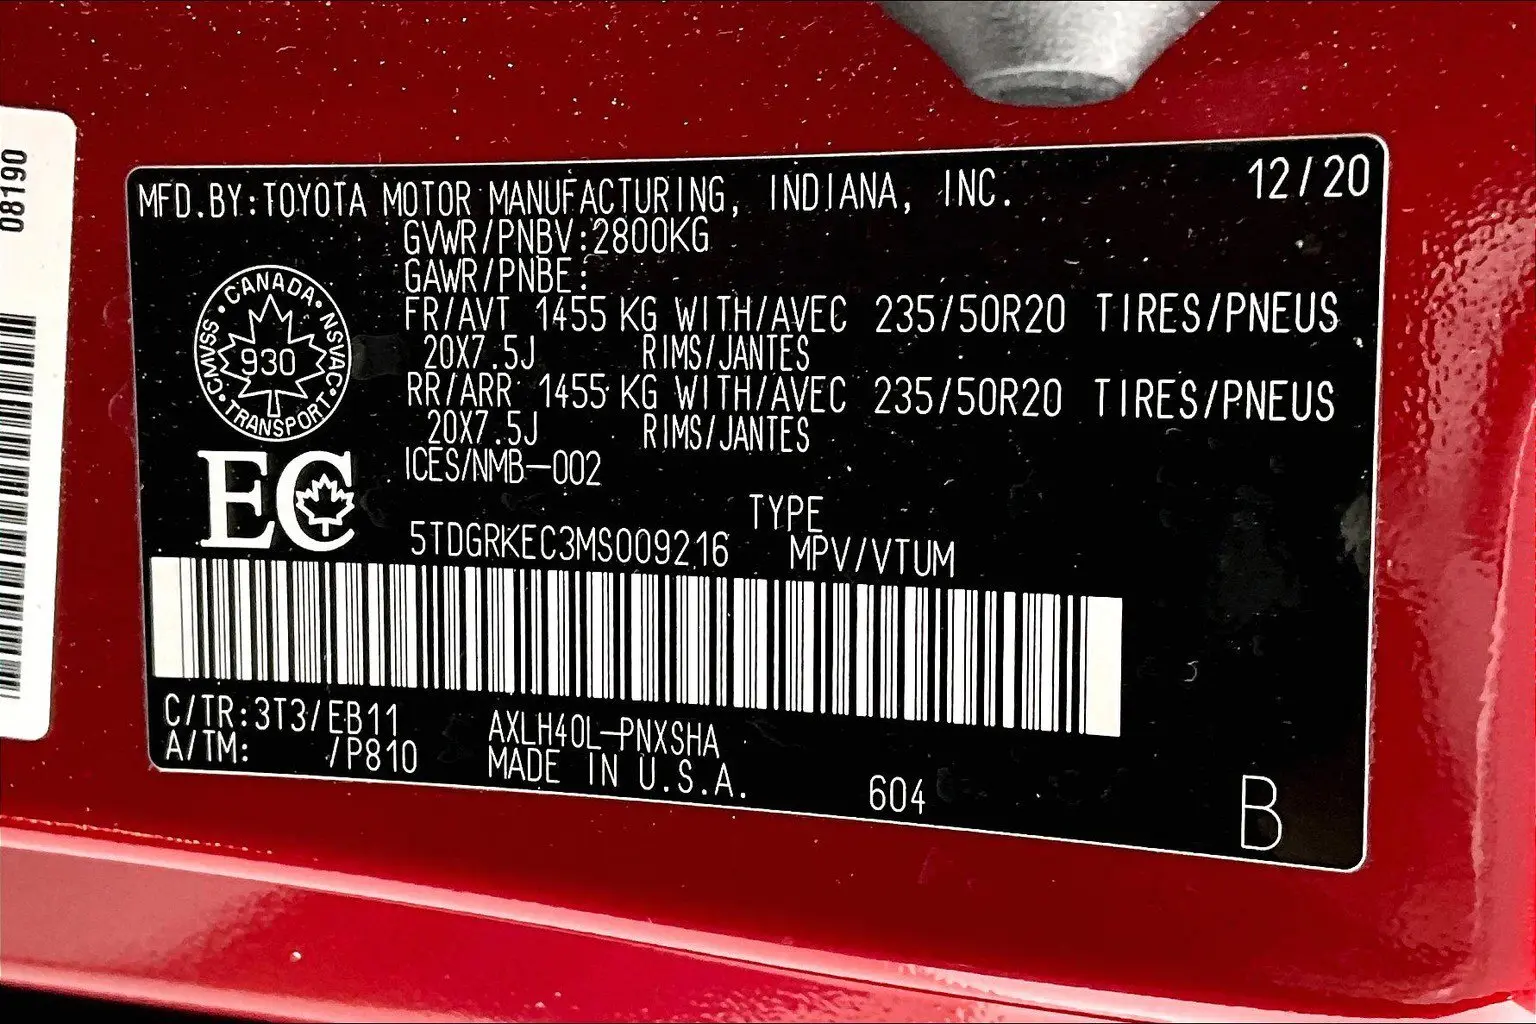 08190
MFD.BY:TOYOTA MOTOR MANUFACTURING, INDIANA, INC. 12/20
GVWR/PNBV:2800KG
GAWR/PNBE:
FR/AVT 1455 KG WITH/AVEC 235/50R20 TIRES/PNEUS
20X7.5J RIMS/JANTES
RR/ARR 1455 KG WITH/AVEC 235/50R20 TIRES/PNEUS
20X7.5J RIMS/JANTES
ICES/NMB-002
CANADA
CMVSS 930 NSVAC
TRANSPORT
EC
TYPE
5TDGRKEC3MS009216 MPV/VTUM
C/TR:3T3/EB11 AXLH40L-PNXSHA
A/TM: /P810 MADE IN U.S.A. 604 B